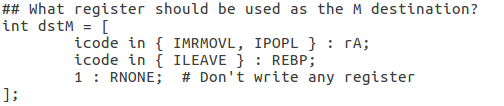 ## What register should be used as the M destination?
int dstM = [
        icode in { IMRMOVL, IPOPL } : rA;
        icode in { ILEAVE } : REBP;
        1 : RNONE;  # Don't write any register
];